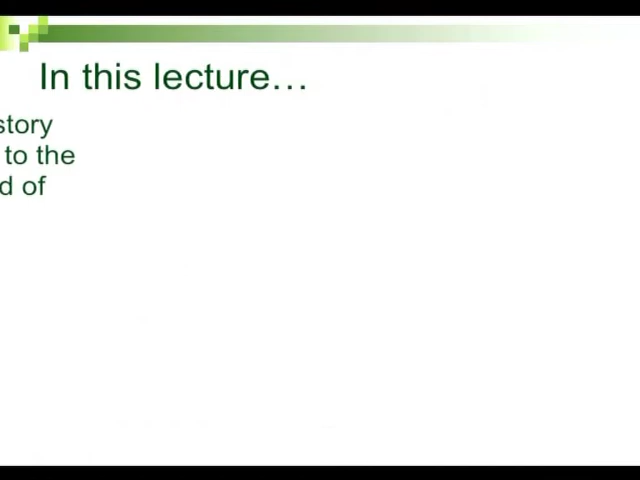 In this lecture…
story
to the
d of